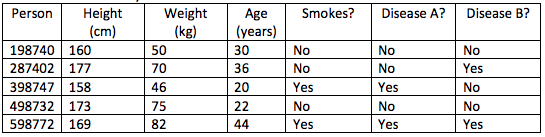 Person Height (cm) Weight (kg) Age (years) Smokes? Disease A? Disease B?
198740 160 50 30 No No No
287402 177 70 36 No No Yes
398747 158 46 20 Yes Yes No
498732 173 75 22 No No No
598772 169 82 44 Yes Yes Yes